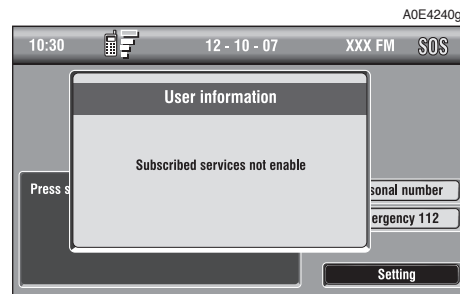 A0E4240g
10:30 12 - 10 - 07 XXX FM SOS
User information
Subscribed services not enable
Press s
sonal number
ergency 112
Setting